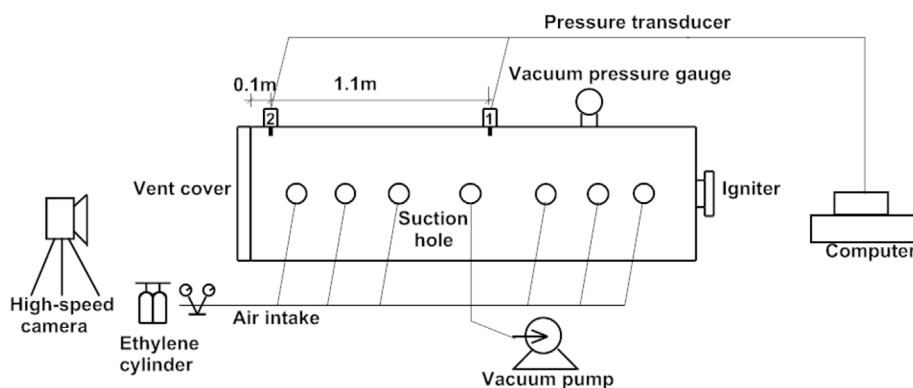 Pressure transducer
0.1m
1.1m
Vacuum pressure gauge
2
1
Vent cover
Igniter
Suction
hole
Computer
High-speed
camera
Air intake
Ethylene
cylinder
Vacuum pump